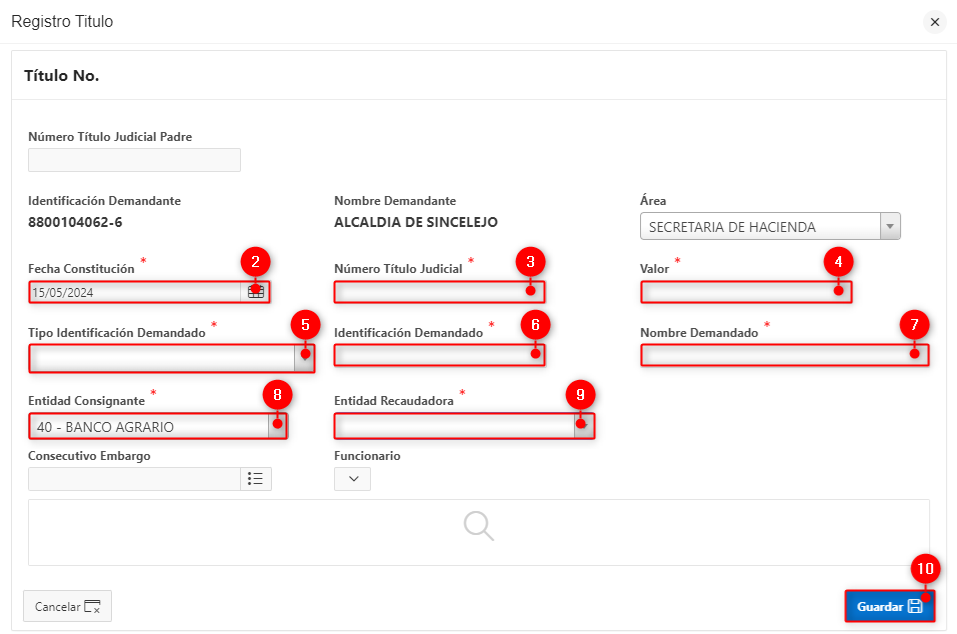 Registro Titulo
Título No.
Número Título Judicial Padre
Identificación Demandante
Nombre Demandante
Área
8800104062-6
ALCALDIA DE SINCELEJO
SECRETARIA DE HACIENDA
2
3
4
Fecha Constitución *
Número Título Judicial *
Valor *
15/05/2024
5
6
7
Tipo Identificación Demandado *
Identificación Demandado *
Nombre Demandado *
8
9
Entidad Consignante *
Entidad Recaudadora *
40 - BANCO AGRARIO
Consecutivo Embargo
Funcionario
10
Cancelar
Guardar